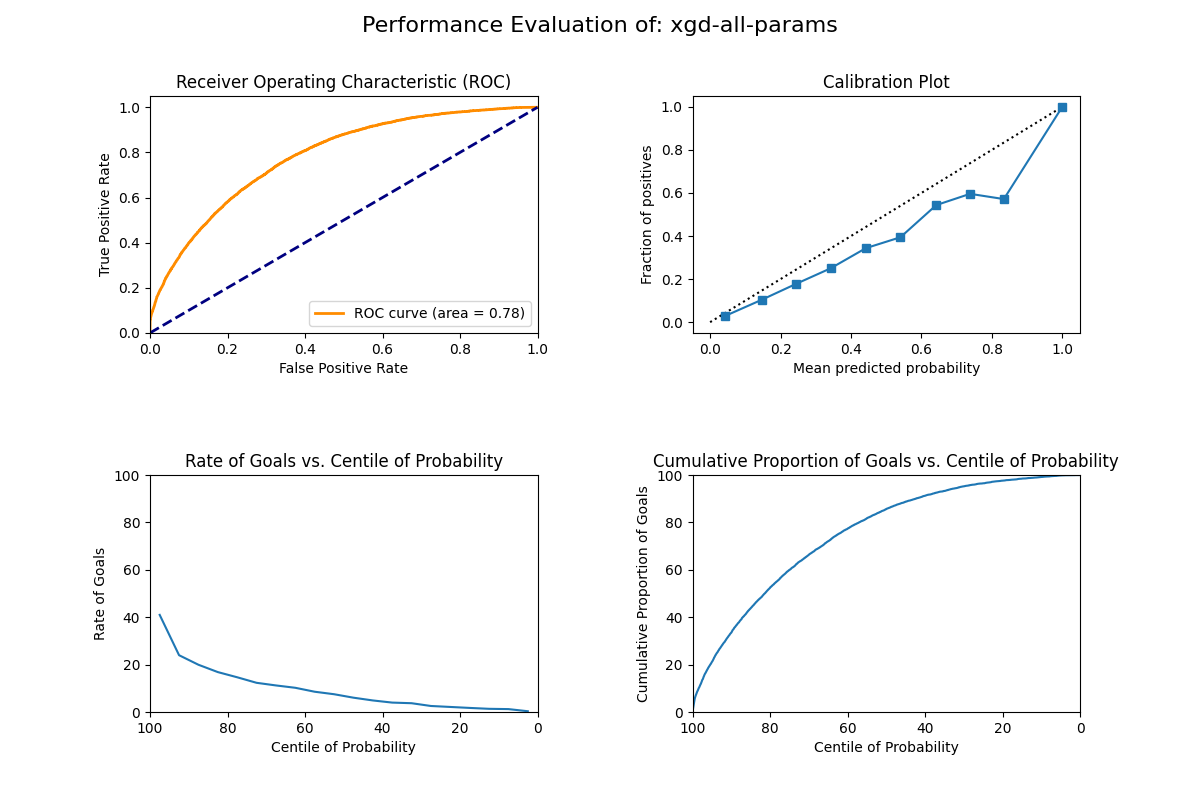 Performance Evaluation of: xgd-all-params
Receiver Operating Characteristic (ROC)
True Positive Rate
1.0
0.8
0.6
0.4
0.2
0.0
ROC curve (area = 0.78)
0.0 0.2 0.4 0.6 0.8 1.0
False Positive Rate
Calibration Plot
Fraction of positives
1.0
0.8
0.6
0.4
0.2
0.0
0.0 0.2 0.4 0.6 0.8 1.0
Mean predicted probability
Rate of Goals vs. Centile of Probability
Rate of Goals
100
80
60
40
20
0
100 80 60 40 20 0
Centile of Probability
Cumulative Proportion of Goals vs. Centile of Probability
Cumulative Proportion of Goals
100
80
60
40
20
0
100 80 60 40 20 0
Centile of Probability